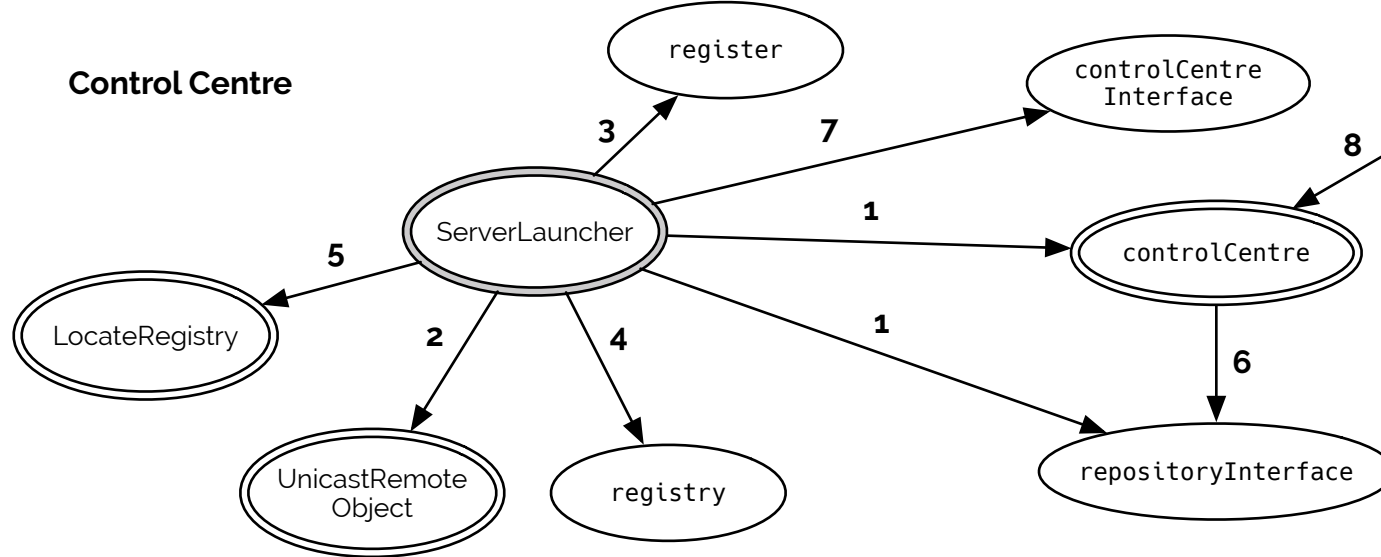 register
controlCentre
Interface
Control Centre
3
7
8
1
ServerLauncher
controlCentre
5
LocateRegistry
2
4
1
6
UnicastRemote
Object
registry
repositoryInterface